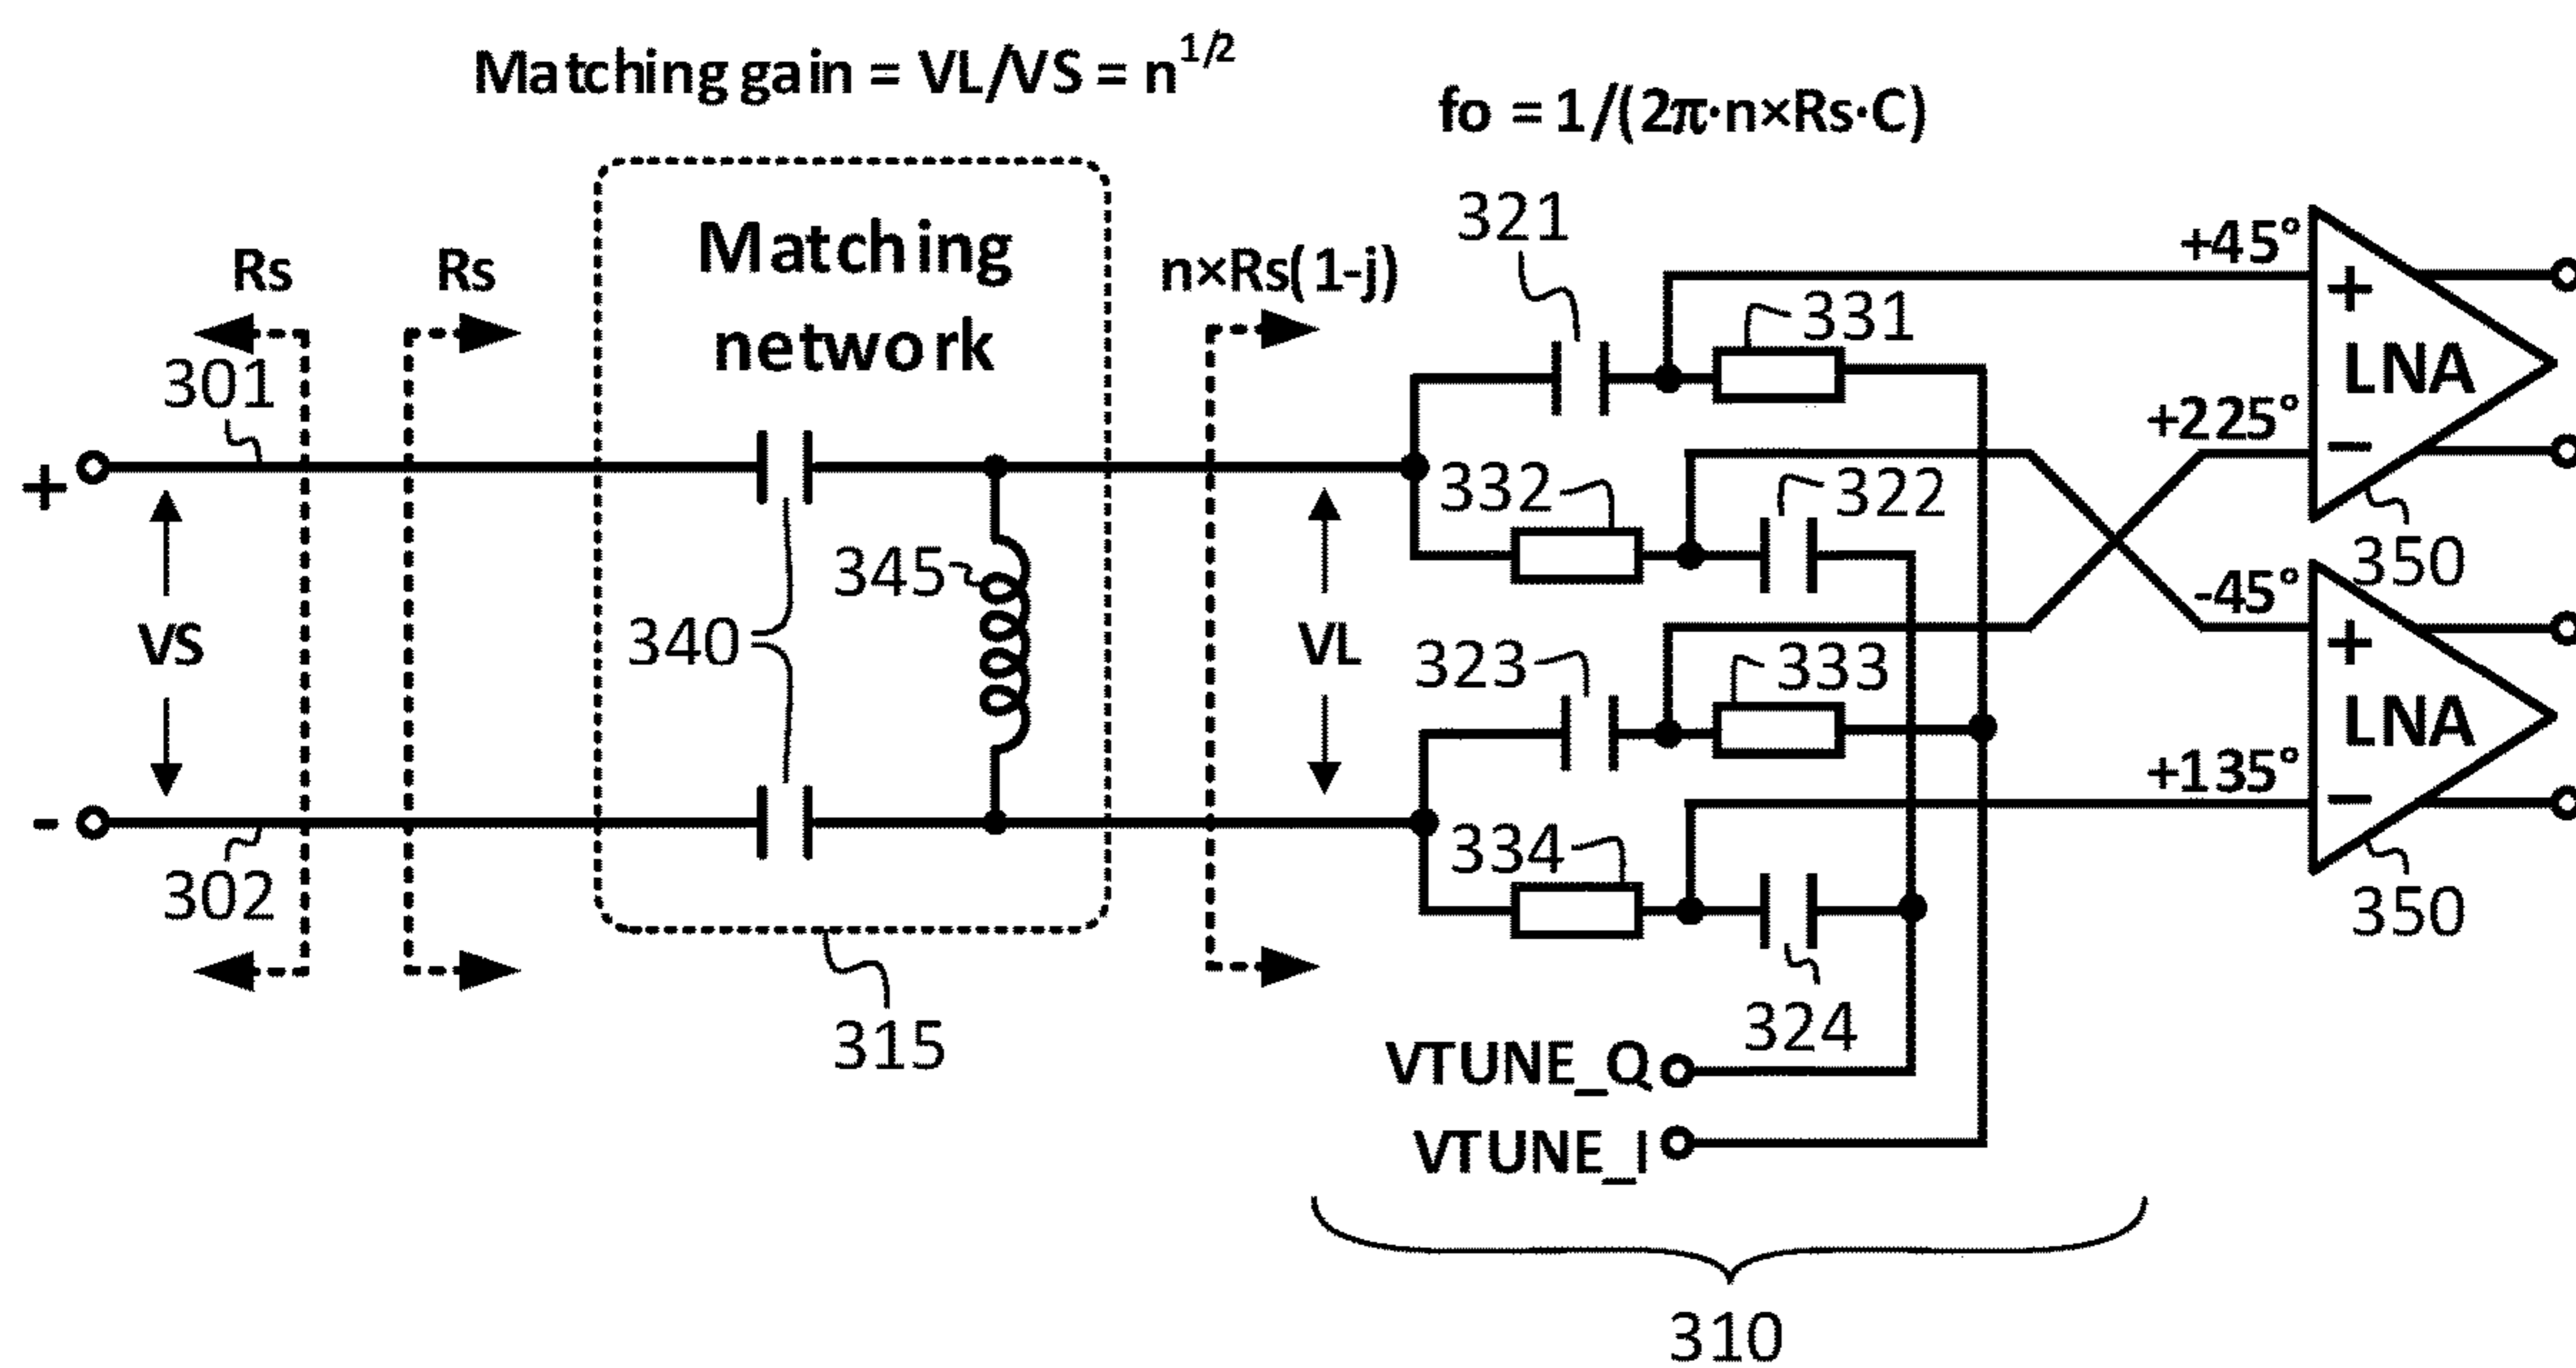 Matching gain = VL/VS = n^1/2
fo = 1/(2π·n×Rs·C)
Rs
Rs
Matching
network
n×Rs(1-j)
321
331
+45°
+
LNA
-
+225°
350
301
+
VS
-
302
340
345
315
VL
332
322
323
333
334
324
-45°
+
LNA
-
+135°
350
VTUNE_Q
VTUNE_I
310